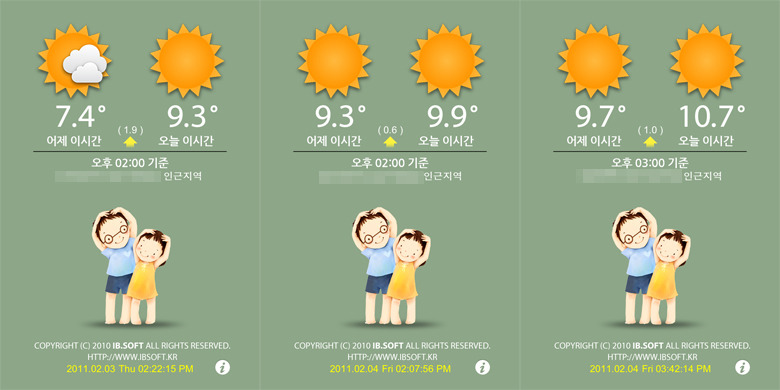 7.4° 9.3°
( 1.9 )
어제 이시간 오늘 이시간
오후 02:00 기준
인근지역
COPYRIGHT (C) 2010 IB.SOFT ALL RIGHTS RESERVED.
HTTP://WWW.IBSOFT.KR
2011.02.03 Thu 02:22:15 PM
i
9.3° 9.9°
( 0.6 )
어제 이시간 오늘 이시간
오후 02:00 기준
인근지역
COPYRIGHT (C) 2010 IB.SOFT ALL RIGHTS RESERVED.
HTTP://WWW.IBSOFT.KR
2011.02.04 Fri 02:07:56 PM
i
9.7° 10.7°
( 1.0 )
어제 이시간 오늘 이시간
오후 03:00 기준
인근지역
COPYRIGHT (C) 2010 IB.SOFT ALL RIGHTS RESERVED.
HTTP://WWW.IBSOFT.KR
2011.02.04 Fri 03:42:14 PM
i